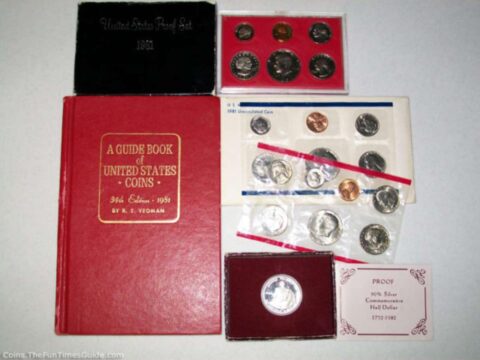 United States Proof Set
1981
U.S.
1981 Uncirculated Coin
A GUIDE BOOK
of
UNITED STATES
• COINS •
34th Edition • 1981
BY R. S. YEOMAN
PROOF
90% Silver
Commemorative
Half Dollar
1732-1982
Coins.TheFunTimesGuide.com